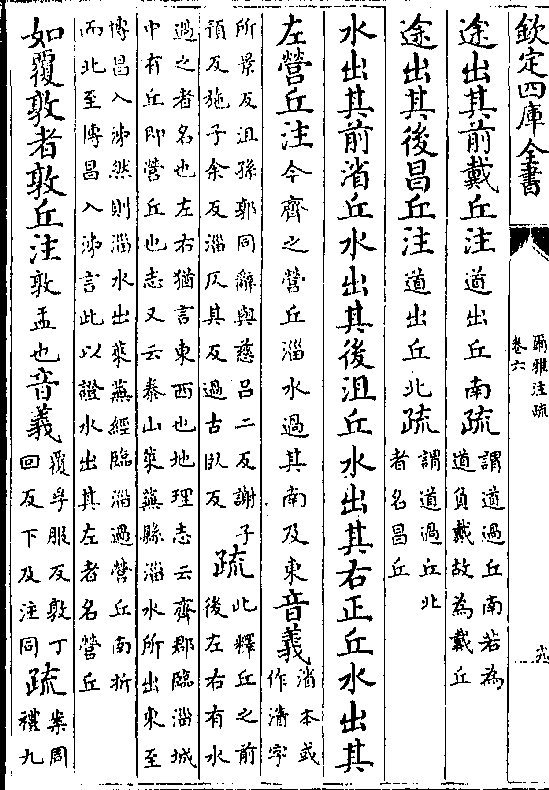 欽定四庫全書
爾雅注疏
卷六
途出其前戴丘注道出丘南疏
謂道過丘南若為
道負戴故為戴丘
途出其後昌丘注道出丘北疏
謂道過丘北
者名昌丘
水出其前渻丘水出其後沮丘水出其右正丘水出其
左營丘注今齊之營丘淄水過其南及東音義
渻本或
作清字
所景反沮孫郭同辭與慈呂二反謝子
預反施子余反淄仄其反過古卧反
疏
此釋丘之前
後左右有水
過之者名也左右猶言東西也地理志云齊郡臨淄城
中有丘即營丘也志又云泰山萊蕪縣淄水所出東至
博昌入泲然則淄水出萊蕪經臨淄過營丘南折
而北至博昌入泲言此以證水出其左者名營丘
如覆敦者敦丘注敦盂也音義
覆孚服反敦丁
回反下及注同
疏
案周
禮九